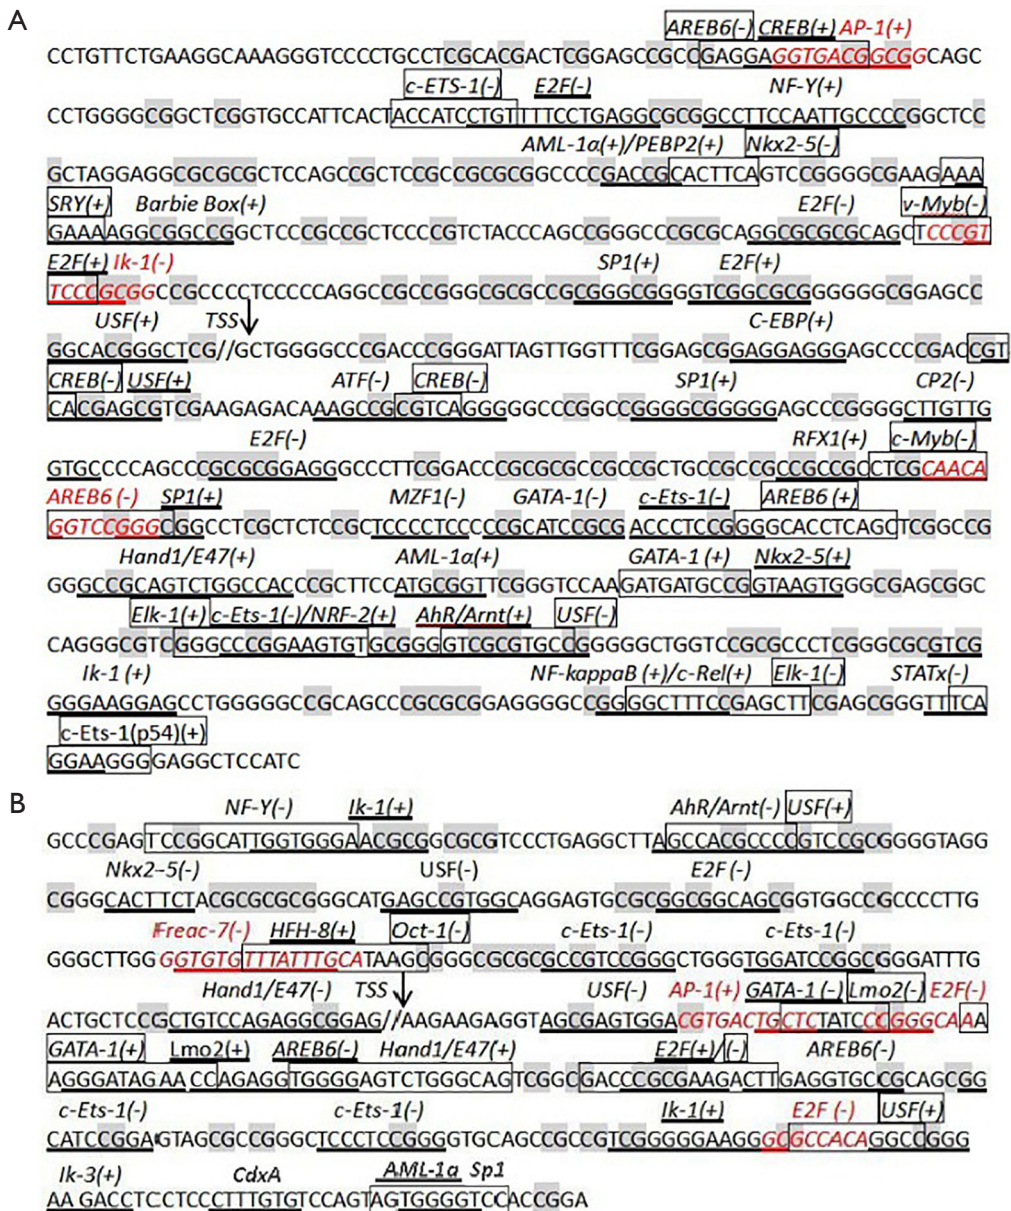 A
AREB6(-) CREB(+) AP-1(+)
CCTGTTCTGAAGGCAAAGGGTCCCCTGCCTCGCACGACTCGGAGCCGCCGAGGAGGTGACGGCGGCAGC
c-ETS-1(-) E2F(-) NF-Y(+)
CCTGGGGCGGCTCGGTGCCATTCACTACCATCCTGTTTTCCTGAGGCGCGGCCTTCCAATTGCCCCGGCTCC
AML-1α(+)/PEBP2(+) Nkx2-5(-)
GCTAGGAGGCGCGCGCTCCAGCCGCTCCGCCGCGCGGCCCCGACCGCACTTCAGTCCGGGGCGAAGAAA
SRY(+) Barbie Box(+) E2F(-) v-Myb(-)
GAAAAGGCGGCCGGCTCCCGCCGCTCCCCGTCTACCCAGCCGGGCCCGCGCAGGCGCGCGCAGCTCCCGT
E2F(+) Ik-1(-) SP1(+) E2F(+)
TCCCGCGGCCGCCCCTCCCCCAGGCCGCCGGGCGCGCCGCGGGCGGGGTCGGCGCGGGGGGCGGAGCC
USF(+) TSS C-EBP(+)
GGCACGGGCTCG//GCTGGGGCCCGACCCGGGATTAGTTGGTTTCGGAGCGGAGGAGGGAGCCCCGACCGT
CREB(-) USF(+) ATF(-) CREB(-) SP1(+) CP2(-)
CACGAGCGTCGAAGAGACAAAGCCGCGTCAGGGGGCCCGGCCGGGGCGGGGGAGCCCGGGGCTTGTTG
E2F(-) RFX1(+) c-Myb(-)
GTGCCCCAGCCCGCGCGGAGGGCCCTTCGGACCCGCGCGCCGCCGCTGCCGCCGCCGCCGCCTCGCAACA
AREB6 (-) SP1(+) MZF1(-) GATA-1(-) c-Ets-1(-) AREB6 (+)
GGTCCGGGCGGCCTCGCTCTCCGCTCCCCTCCCCCGCATCCGCGACCCTCCGGGGCACCTCAGCTCGGCCG
Hand1/E47(+) AML-1α(+) GATA-1 (+) Nkx2-5(+)
GGGCCGCAGTCTGGCCACCCGCTTCCATGCGGTTCGGGTCCAAGATGATGCCGGTAAGTGGGCGAGCGGC
Elk-1(+) c-Ets-1(-)/NRF-2(+) AhR/Arnt(+) USF(-)
CAGGGCGTCGGGCCCGGAAGTGTGCGGGGTCGCGTGCCGGGGGCTGGTCCGCGCCCTCGGGCGCGTCG
Ik-1 (+) NF-kappaB (+)/c-Rel(+) Elk-1(-) STATx(-)
GGGAAGGAGCCTGGGGGCCGCAGCCCGCGCGGAGGGGCCGGGGCTTTCCGAGCTTCGAGCGGGTTTCA
c-Ets-1(p54)(+)
GGAAGGGGAGGCTCCATC
B
NF-Y(-) Ik-1(+) AhR/Arnt(-) USF(+)
GCCCGAGTCCGGCATTGGTGGGAACGCGGCGCGTCCCTGAGGCTTAGCCACGCCCCGTCCGCGGGGTAGG
Nkx2-5(-) USF(-) E2F(-)
CGGGCACTTCTACGCGCGCGGGCATGAGCCGTGGCAGGAGTGCGCGGCGGCAGCGGTGGCCGCCCCTTG
Freac-7(-) HFH-8(+) Oct-1(-) c-Ets-1(-) c-Ets-1(-)
GGGCTTGGGGTGTGTTTATTTGCATAAGCGGGCGCGCGCCGTCCGGGCTGGGTGGATCCGGCGGGATTTG
Hand1/E47(-) TSS USF(-) AP-1(+) GATA-1 (-) Lmo2(-) E2F(-)
ACTGCTCCGCTGTCCAGAGGCGGAG//AAGAAGAGGTAGCGAGTGGACGTGACTGCTCTATCCCGGGCAAA
GATA-1(+) Lmo2(+) AREB6(-) Hand1/E47(+) E2F(+)/(-) AREB6(-)
AGGGATAGAACCAGAGGTGGGGAGTCTGGGCAGTCGGCGACCCGCGAAGACTTGAGGTGCCGCAGCGG
c-Ets-1(-) c-Ets-1(-) Ik-1(+) E2F (-) USF(+)
CATCCGGAGTAGCGCCGGGCTCCCTCCGGGGTGCAGCCGCCGTCGGGGGAAGGGCGCCACAGGCCGGG
Ik-3(+) CdxA AML-1a Sp1
AAGACCTCCTCCCTTTGTGTCCAGTAGTGGGGTCCACCGGA